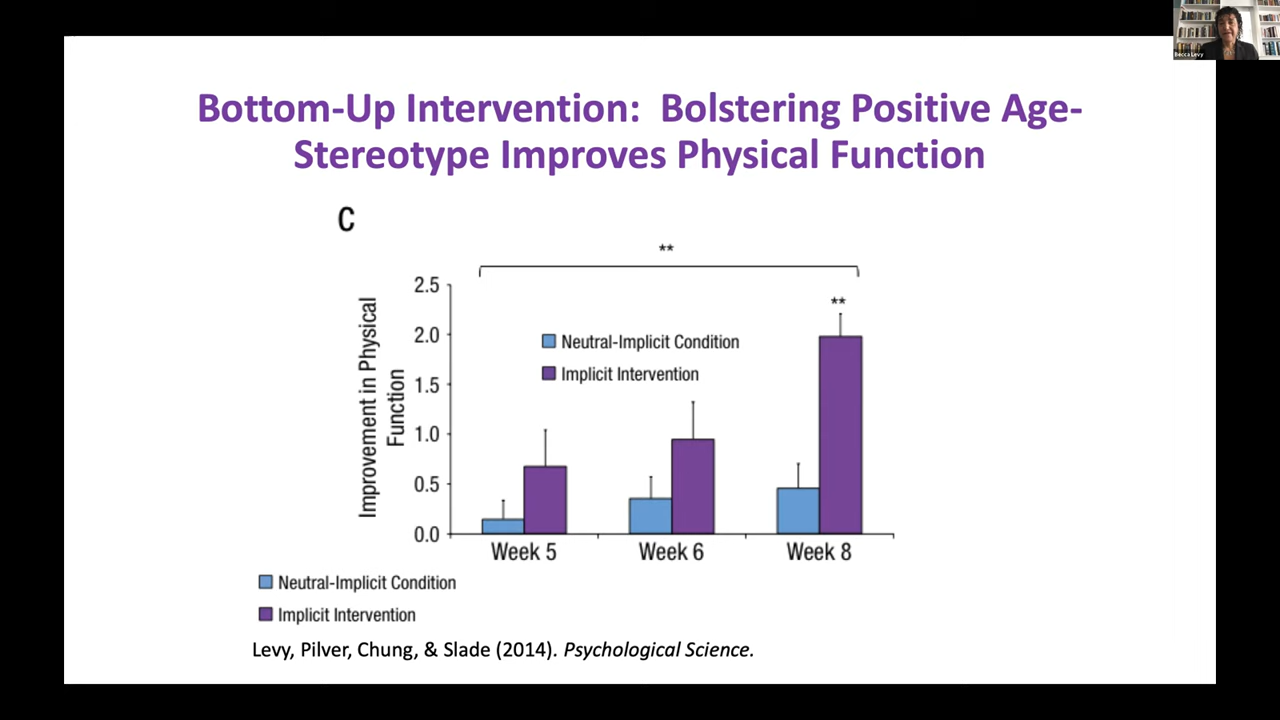 Becca Levy
Bottom-Up Intervention: Bolstering Positive Age-
Stereotype Improves Physical Function
C
**
2.5
**
2.0
1.5
1.0
0.5
0.0
Improvement in Physical
Function
Neutral-Implicit Condition
Implicit Intervention
Week 5
Week 6
Week 8
Neutral-Implicit Condition
Implicit Intervention
Levy, Pilver, Chung, & Slade (2014). Psychological Science.